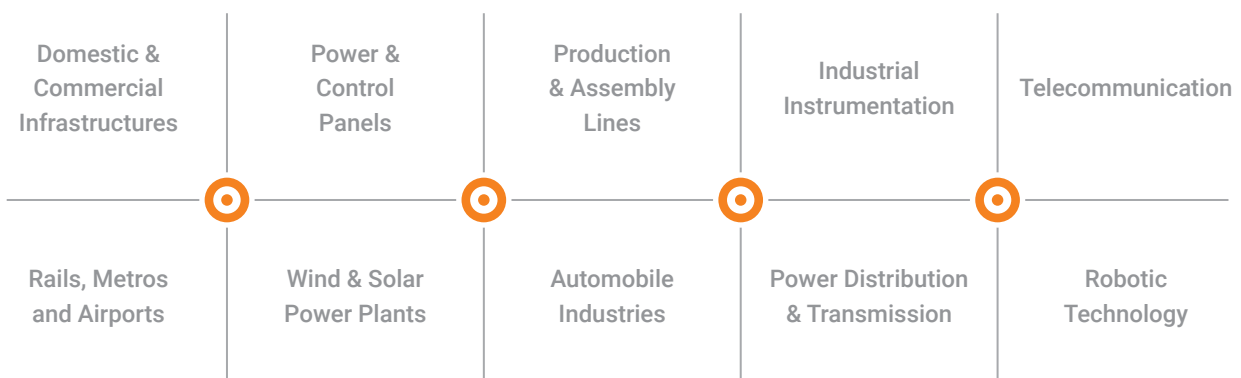 Domestic &
Commercial
Infrastructures
Power &
Control
Panels
Production
& Assembly
Lines
Industrial
Instrumentation
Telecommunication
Rails, Metros
and Airports
Wind & Solar
Power Plants
Automobile
Industries
Power Distribution
& Transmission
Robotic
Technology